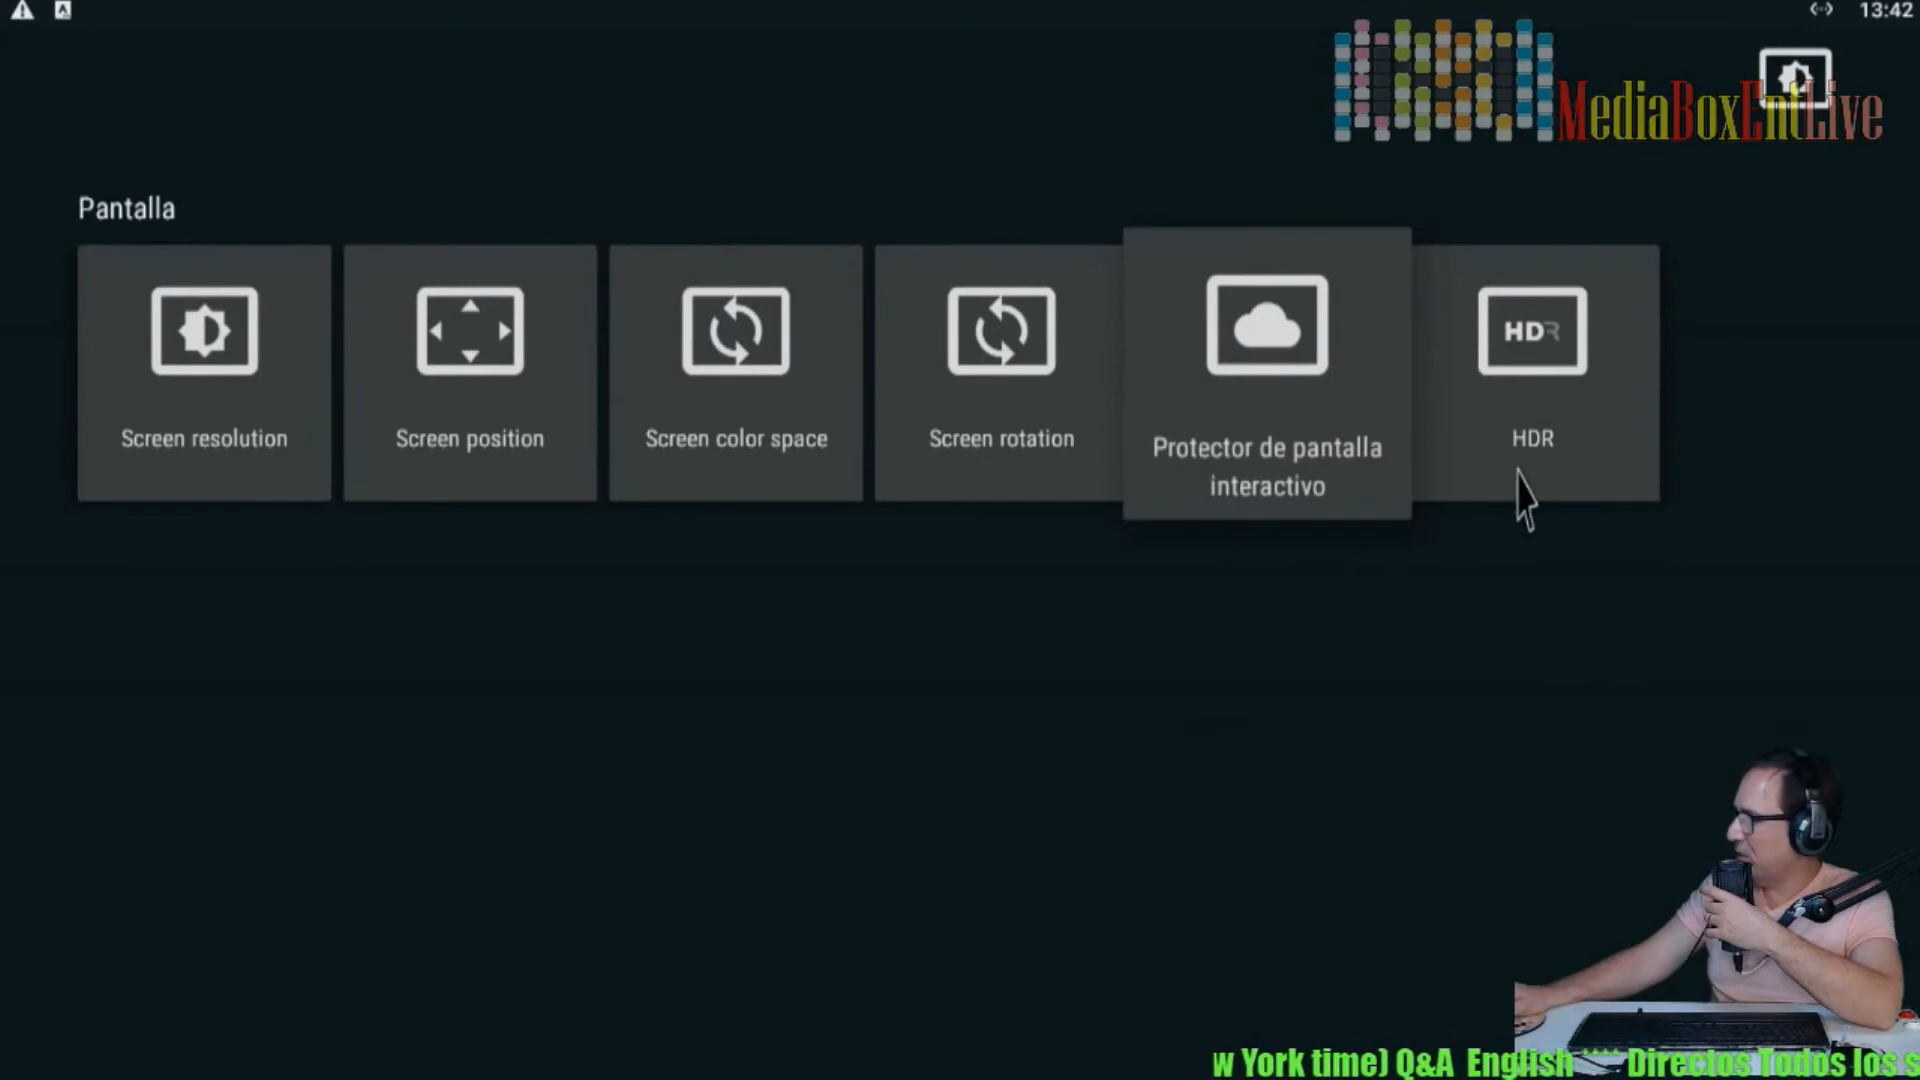 13:42
MediaBoxEntLive
Pantalla
Screen resolution
Screen position
Screen color space
Screen rotation
Protector de pantalla
interactivo
HDR
HDR
w York time) Q&A English **** Directos Todos los s